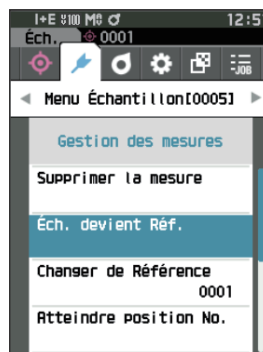 I+E 100 M0 12:5
Éch. 0001
-JOB
Menu Échantillon[0005]
Gestion des mesures
Supprimer la mesure
Éch. devient Réf.
Changer de Référence
0001
Atteindre position No.